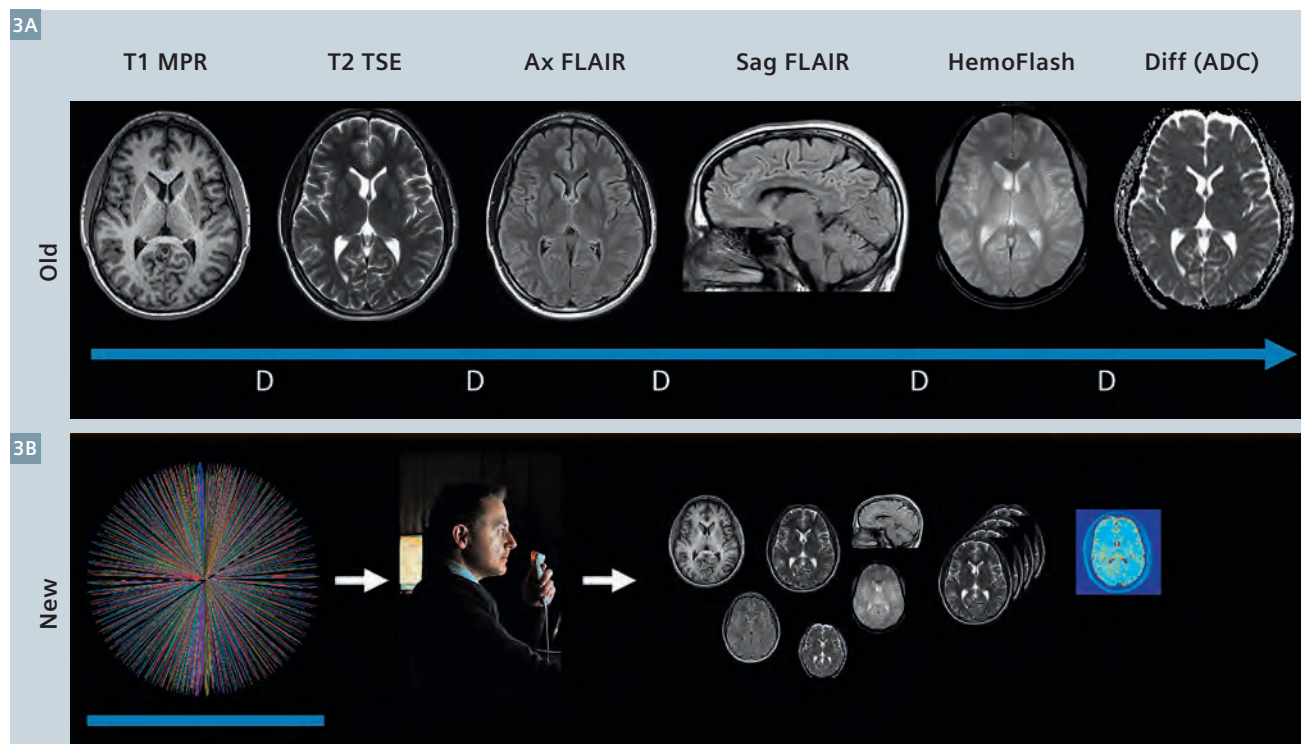 3A
T1 MPR T2 TSE Ax FLAIR Sag FLAIR HemoFlash Diff (ADC)
Old
D D D D D
3B
New